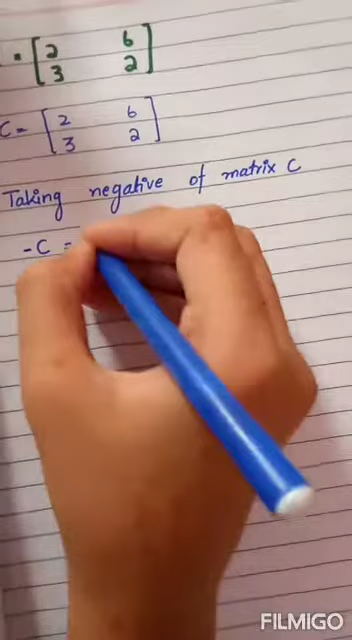 = [2 6
3 2]
C = [2 6
3 2]
Taking negative of matrix C
-C =
FILMIGO